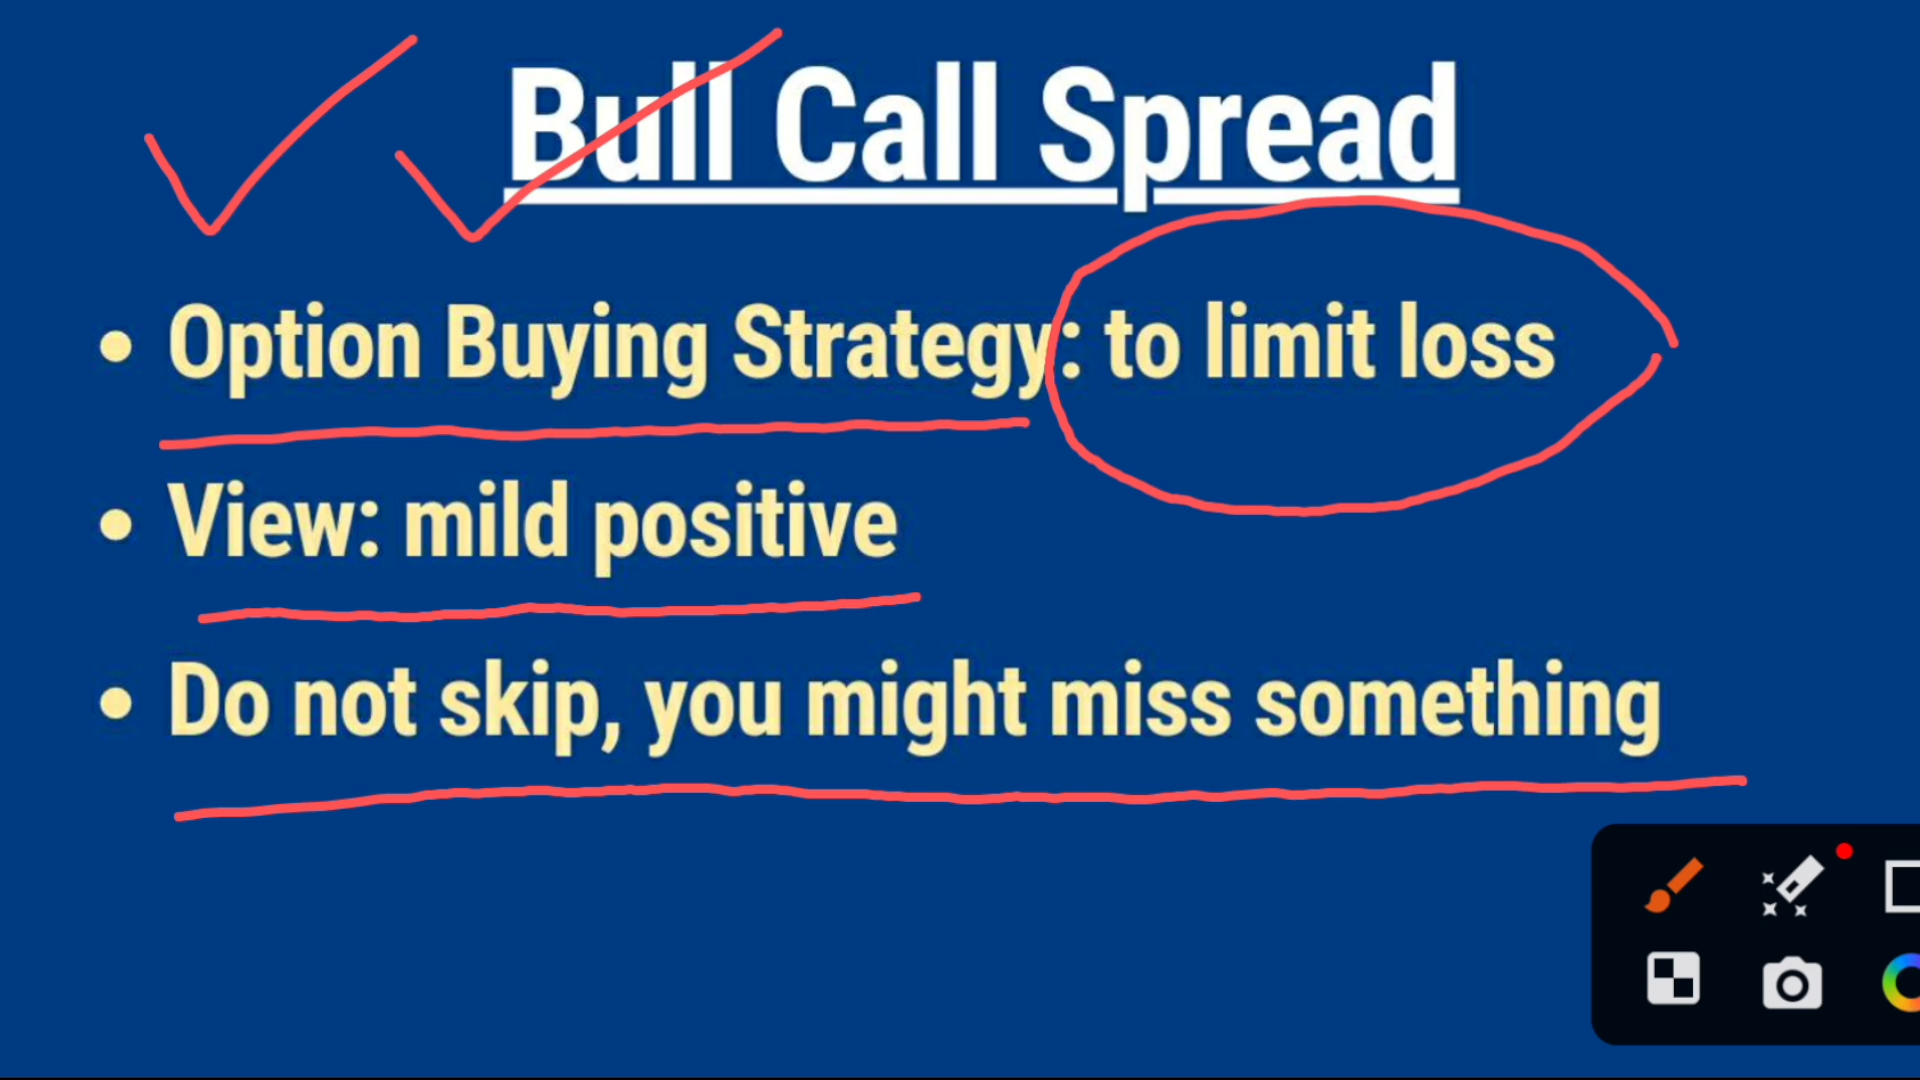 Bull Call Spread
• Option Buying Strategy: to limit loss
• View: mild positive
• Do not skip, you might miss something